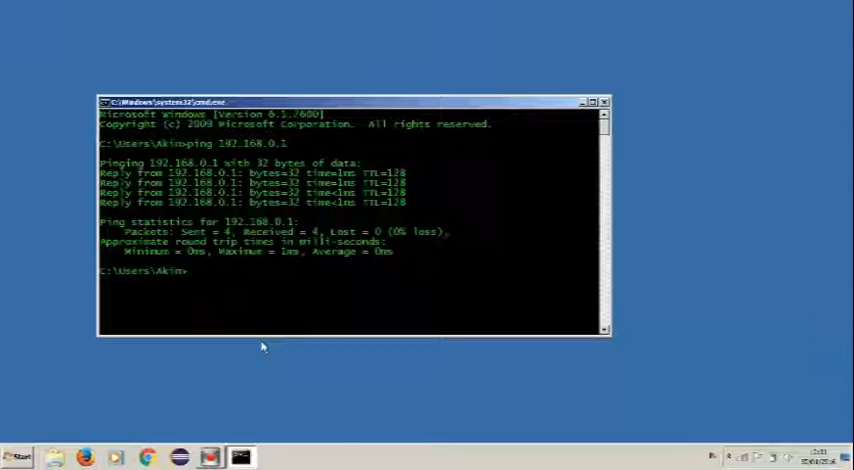 C:\Windows\system32\cmd.exe
Microsoft Windows [Version 6.1.7600]
Copyright (c) 2009 Microsoft Corporation.  All rights reserved.
C:\Users\Akim>ping 192.168.0.1
Pinging 192.168.0.1 with 32 bytes of data:
Reply from 192.168.0.1: bytes=32 time=1ms TTL=128
Reply from 192.168.0.1: bytes=32 time<1ms TTL=128
Reply from 192.168.0.1: bytes=32 time<1ms TTL=128
Reply from 192.168.0.1: bytes=32 time<1ms TTL=128
Ping statistics for 192.168.0.1:
Packets: Sent = 4, Received = 4, Lost = 0 (0% loss),
Approximate round trip times in milli-seconds:
Minimum = 0ms, Maximum = 1ms, Average = 0ms
C:\Users\Akim>
Start